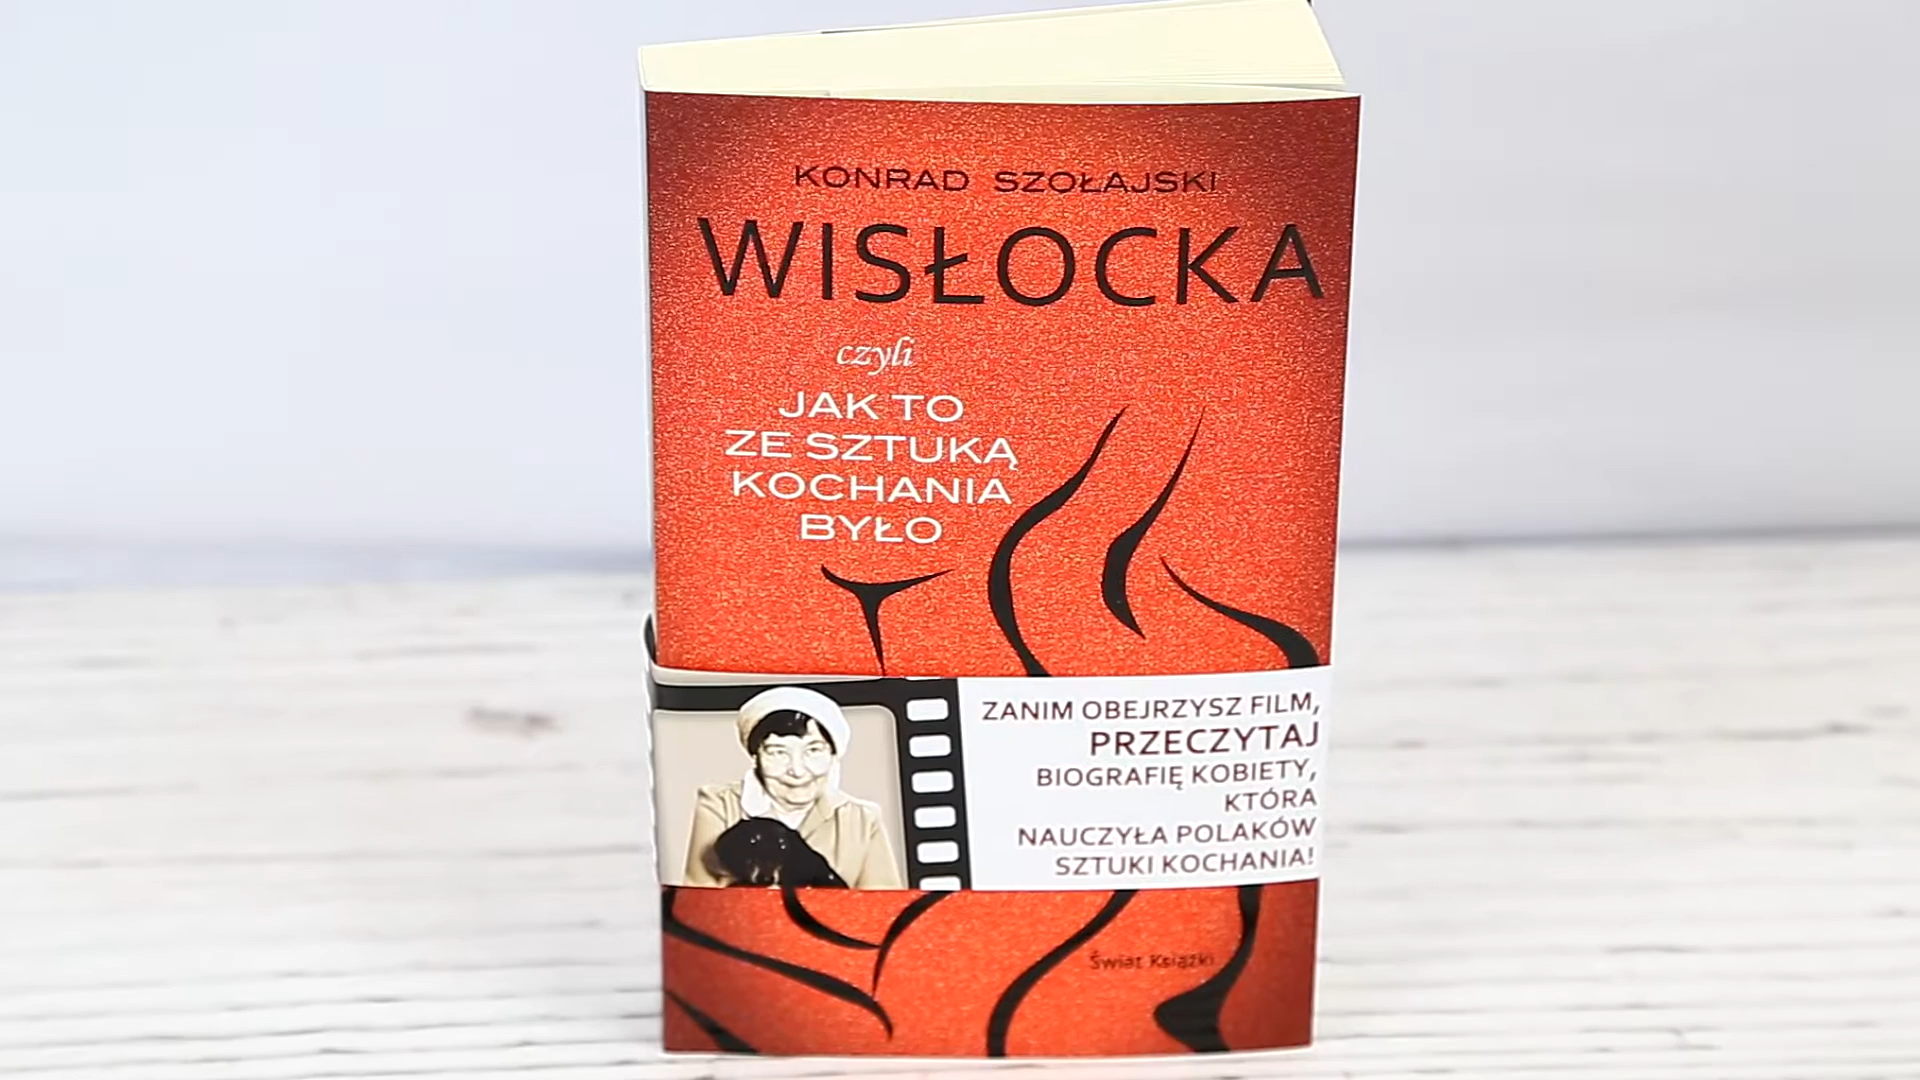 KONRAD SZOŁAJSKI
WISŁOCKA
czyli
JAK TO
ZE SZTUKĄ
KOCHANIA
BYŁO
ZANIM OBEJRZYSZ FILM,
PRZECZYTAJ
BIOGRAFIĘ KOBIETY,
KTÓRA
NAUCZYŁA POLAKÓW
SZTUKI KOCHANIA!
Świat Książki